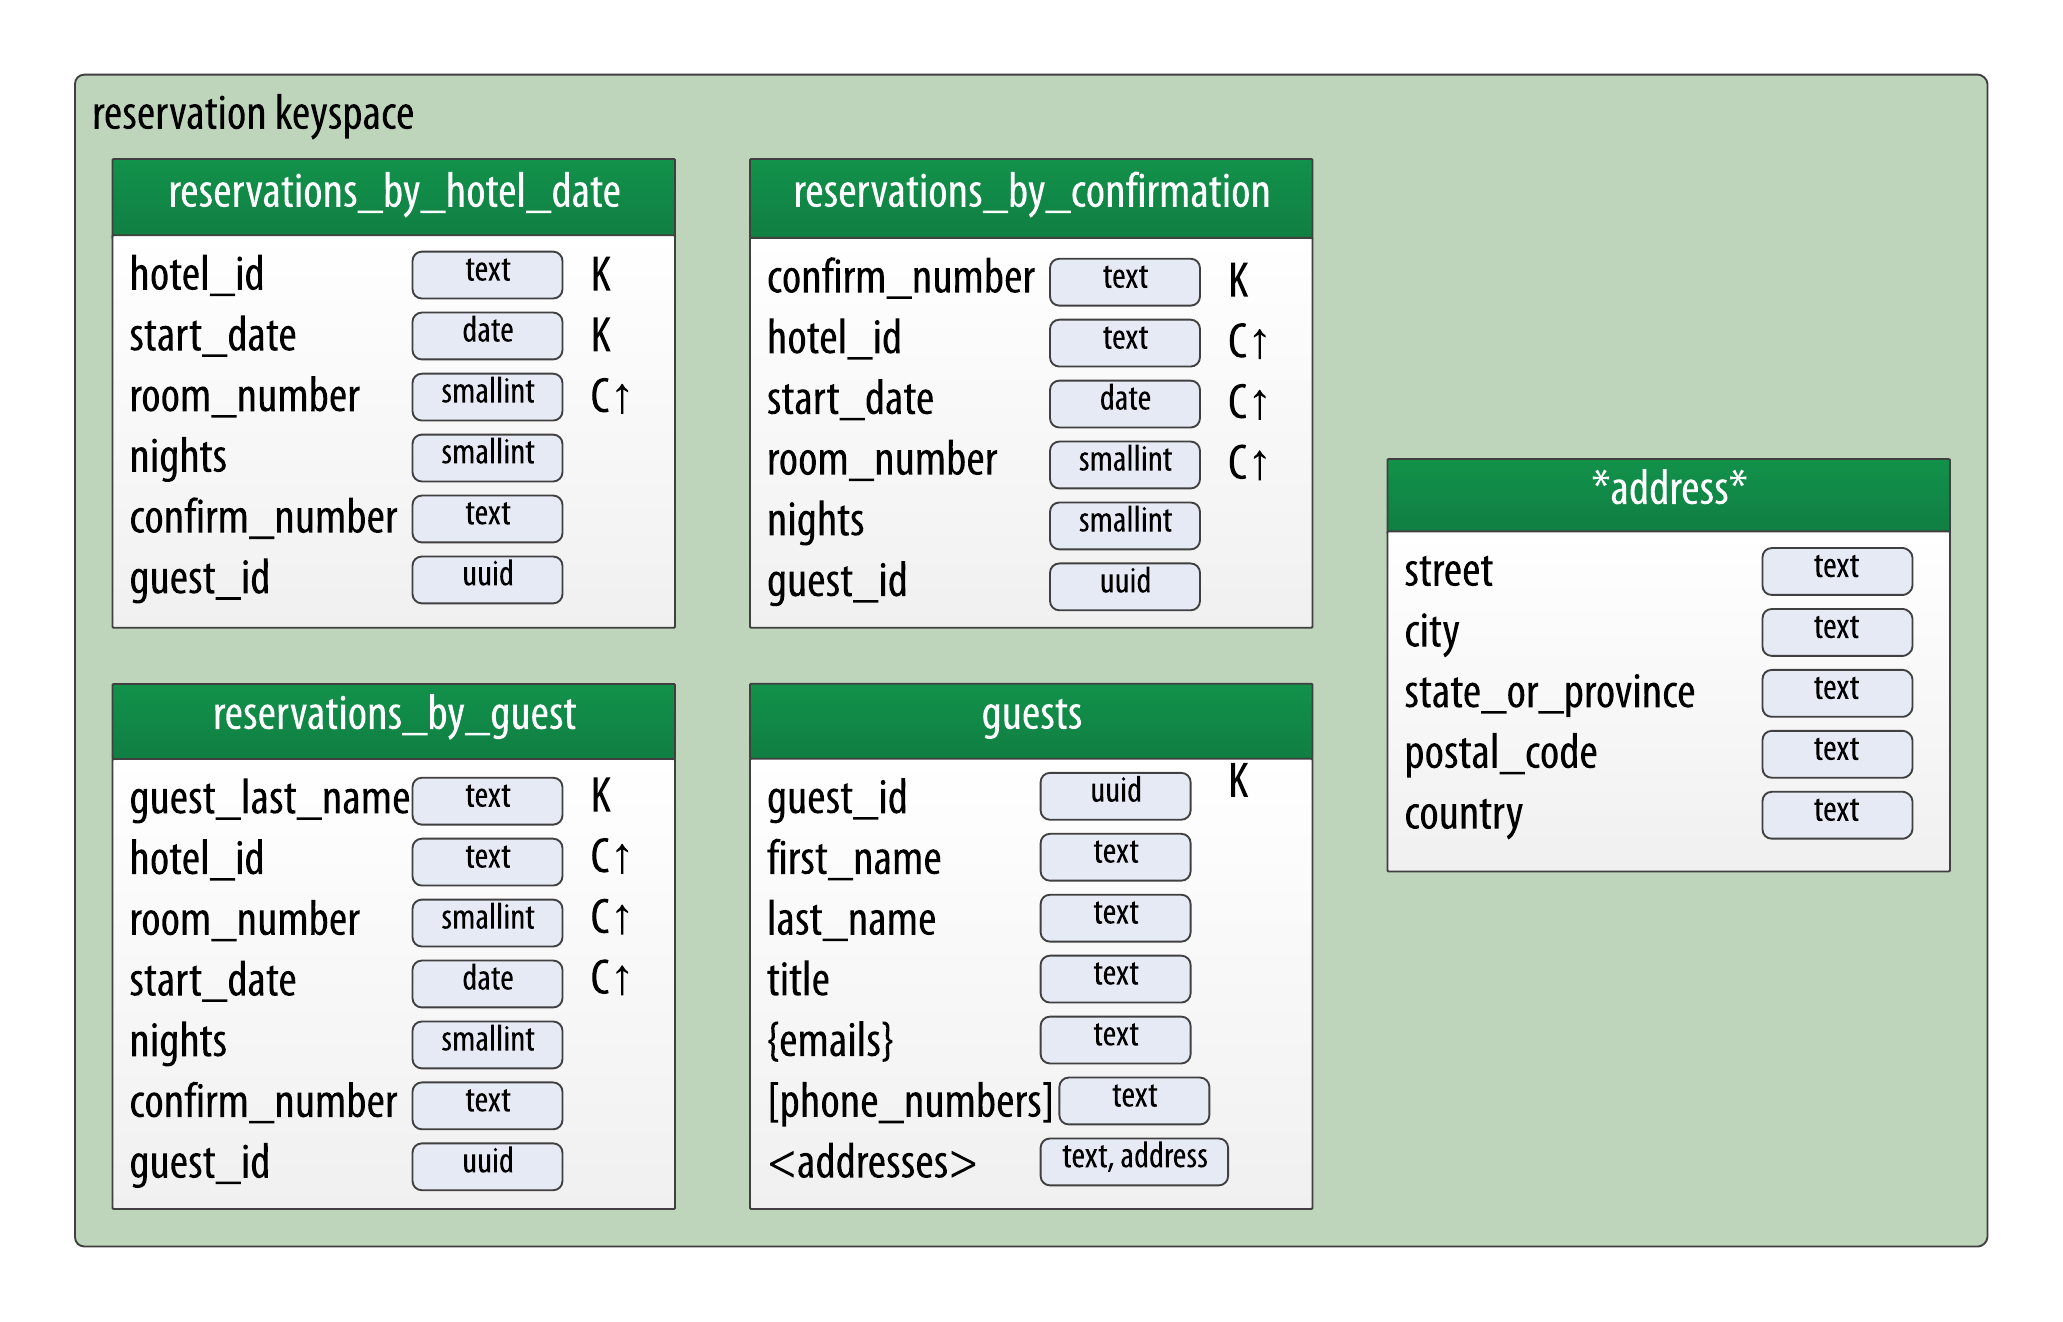 reservation keyspace
reservations_by_hotel_date
hotel_id text K
start_date date K
room_number smallint C↑
nights smallint
confirm_number text
guest_id uuid
reservations_by_confirmation
confirm_number text K
hotel_id text C↑
start_date date C↑
room_number smallint C↑
nights smallint
guest_id uuid
reservations_by_guest
guest_last_name text K
hotel_id text C↑
room_number smallint C↑
start_date date C↑
nights smallint
confirm_number text
guest_id uuid
guests
guest_id uuid K
first_name text
last_name text
title text
{emails} text
[phone_numbers] text
<addresses> text, address
*address*
street text
city text
state_or_province text
postal_code text
country text